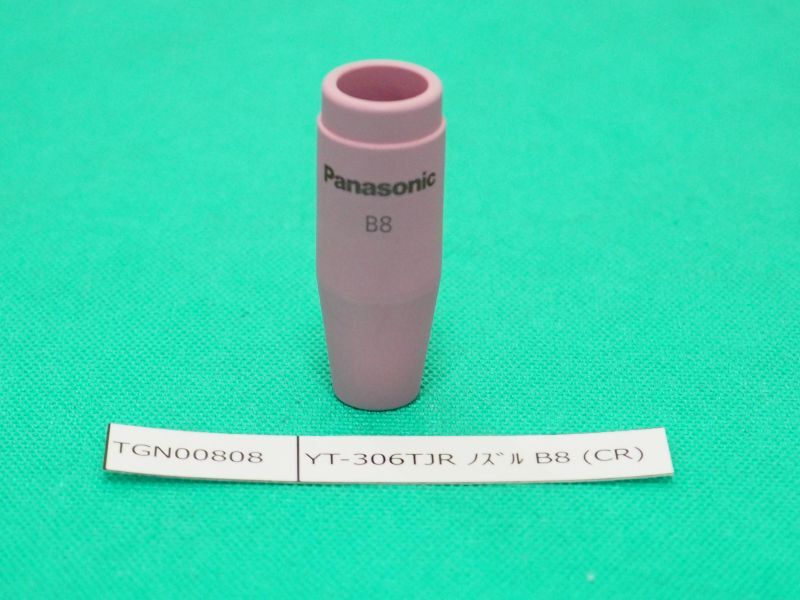 Panasonic
B8
TGN00808 YT-306TJR ﾉｽﾞﾙ B8 (CR)